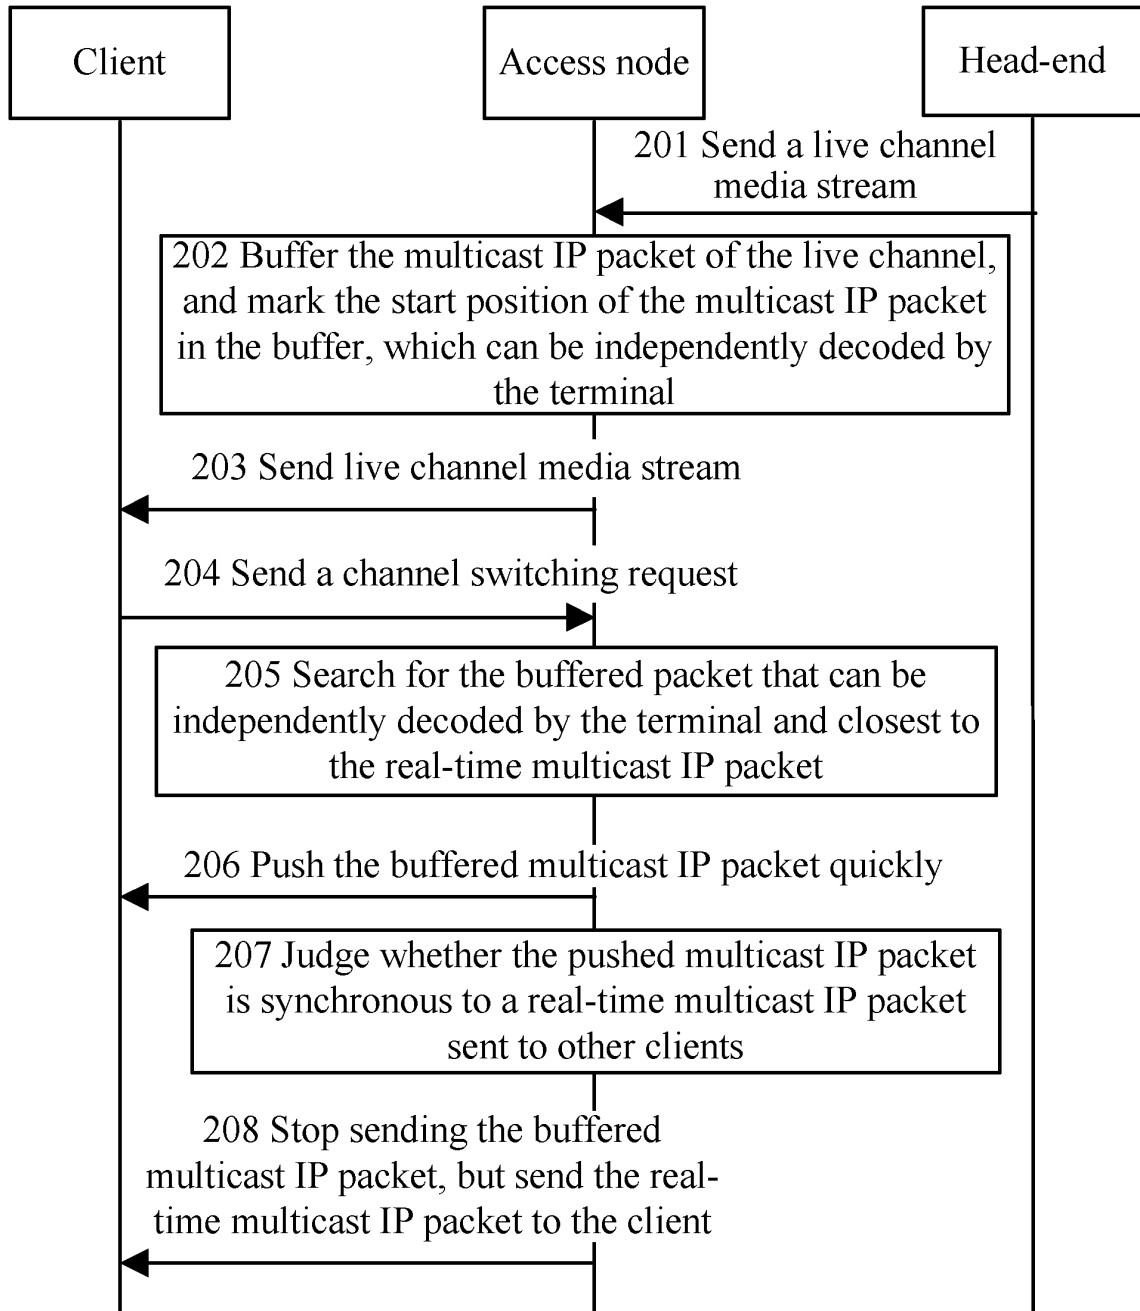 Client
Access node
Head-end
201 Send a live channel
media stream
202 Buffer the multicast IP packet of the live channel,
and mark the start position of the multicast IP packet
in the buffer, which can be independently decoded by
the terminal
203 Send live channel media stream
204 Send a channel switching request
205 Search for the buffered packet that can be
independently decoded by the terminal and closest to
the real-time multicast IP packet
206 Push the buffered multicast IP packet quickly
207 Judge whether the pushed multicast IP packet
is synchronous to a real-time multicast IP packet
sent to other clients
208 Stop sending the buffered
multicast IP packet, but send the real-
time multicast IP packet to the client